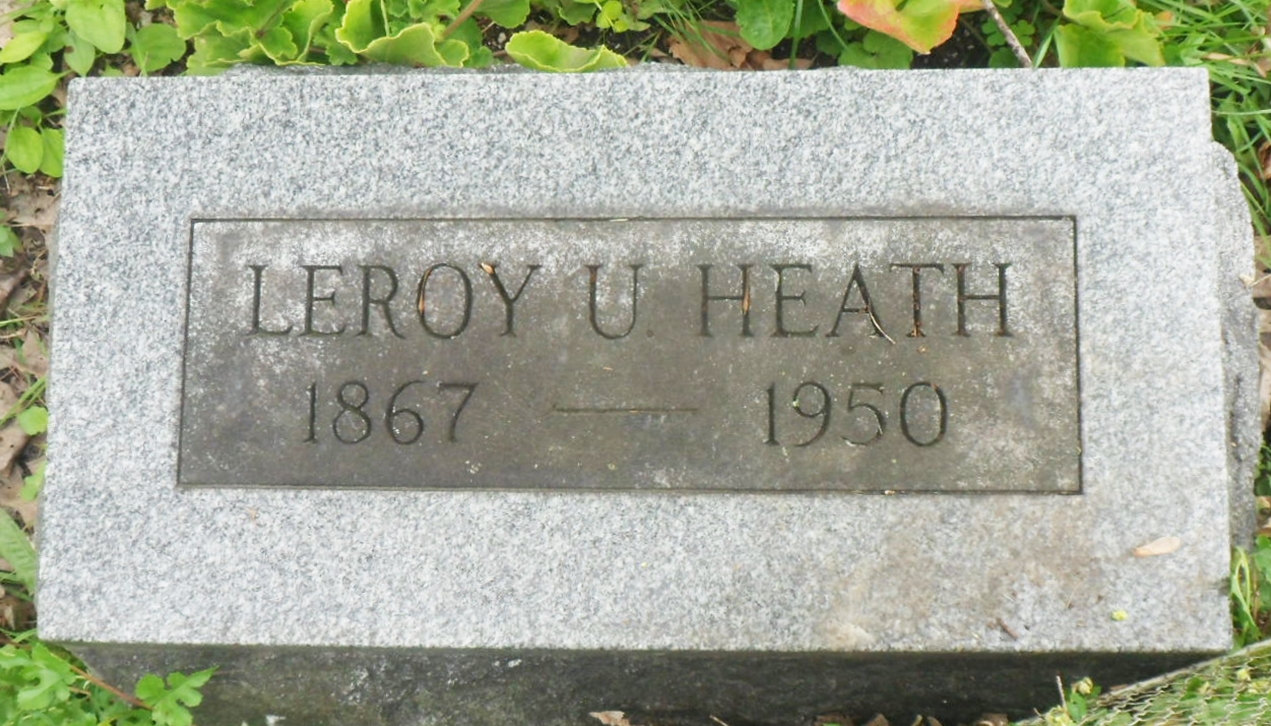 LEROY U. HEATH
1867 — 1950